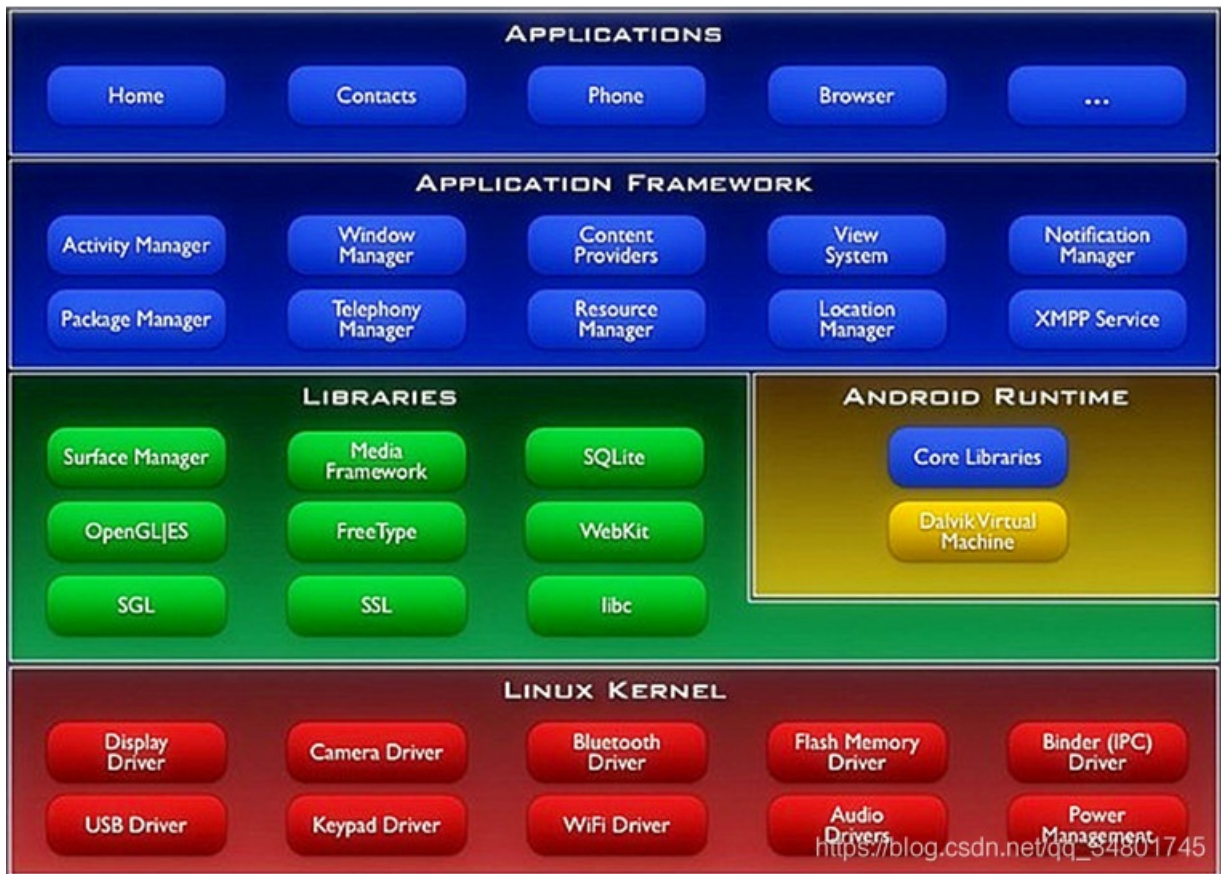 APPLICATIONS
Home
Contacts
Phone
Browser
...
APPLICATION FRAMEWORK
Activity Manager
Window
Manager
Content
Providers
View
System
Notification
Manager
Package Manager
Telephony
Manager
Resource
Manager
Location
Manager
XMPP Service
LIBRARIES
Surface Manager
Media
Framework
SQLite
OpenGL|ES
FreeType
WebKit
SGL
SSL
libc
ANDROID RUNTIME
Core Libraries
Dalvik Virtual
Machine
LINUX KERNEL
Display
Driver
Camera Driver
Bluetooth
Driver
Flash Memory
Driver
Binder (IPC)
Driver
USB Driver
Keypad Driver
WiFi Driver
Audio
Drivers
Power
Management
https://blog.csdn.net/qq_34801745